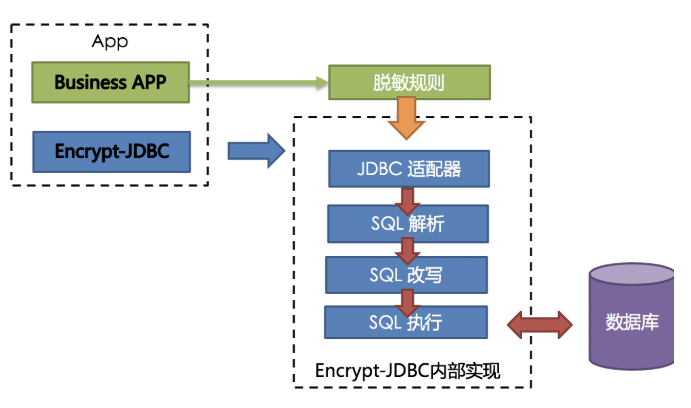 App
Business APP
脱敏规则
Encrypt-JDBC
JDBC 适配器
SQL 解析
SQL 改写
SQL 执行
数据库
Encrypt-JDBC内部实现